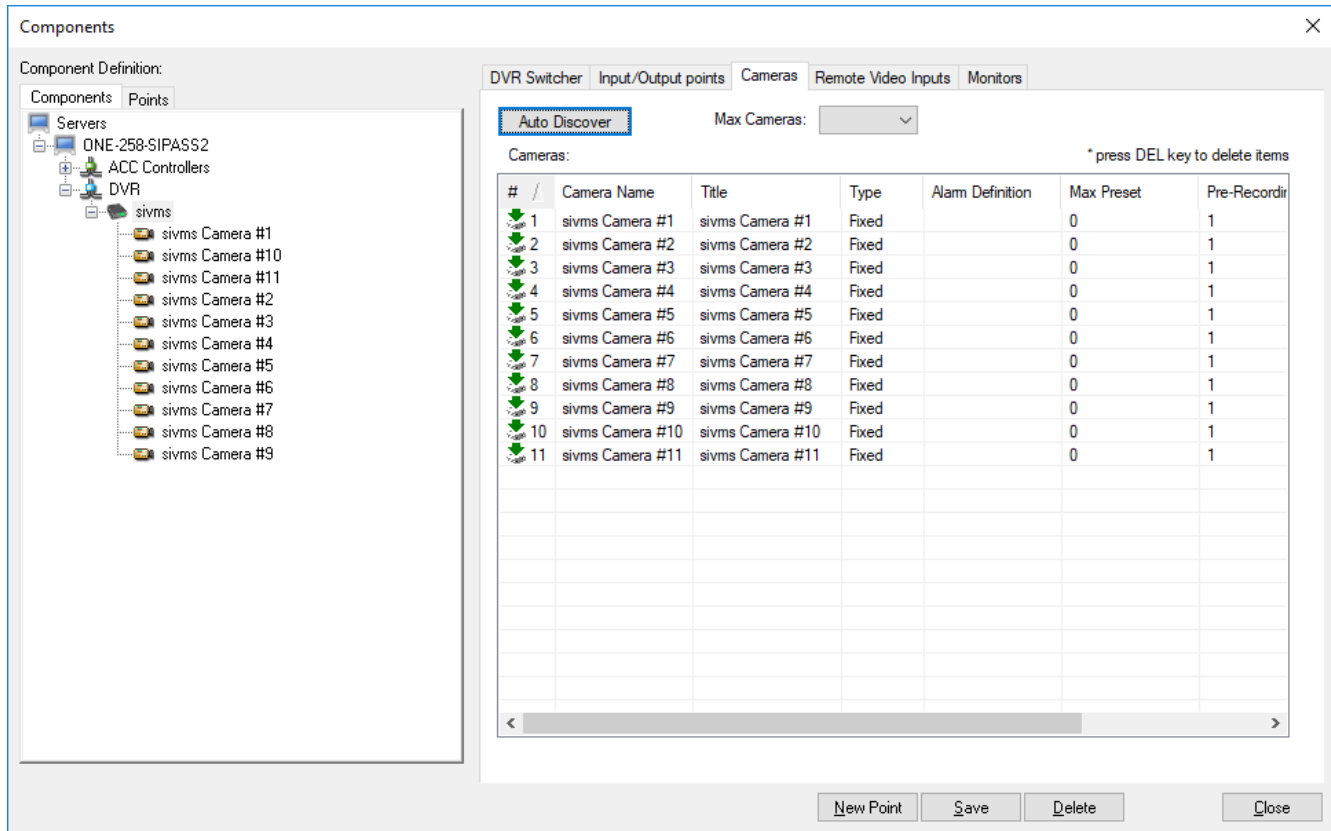 Components
Component Definition:
Components Points
Servers
ONE-258-SIPASS2
ACC Controllers
DVR
sivms
sivms Camera #1
sivms Camera #10
sivms Camera #11
sivms Camera #2
sivms Camera #3
sivms Camera #4
sivms Camera #5
sivms Camera #6
sivms Camera #7
sivms Camera #8
sivms Camera #9
DVR Switcher Input/Output points Cameras Remote Video Inputs Monitors
Auto Discover Max Cameras:
Cameras: * press DEL key to delete items
# / Camera Name Title Type Alarm Definition Max Preset Pre-Recordin
1 sivms Camera #1 sivms Camera #1 Fixed 0 1
2 sivms Camera #2 sivms Camera #2 Fixed 0 1
3 sivms Camera #3 sivms Camera #3 Fixed 0 1
4 sivms Camera #4 sivms Camera #4 Fixed 0 1
5 sivms Camera #5 sivms Camera #5 Fixed 0 1
6 sivms Camera #6 sivms Camera #6 Fixed 0 1
7 sivms Camera #7 sivms Camera #7 Fixed 0 1
8 sivms Camera #8 sivms Camera #8 Fixed 0 1
9 sivms Camera #9 sivms Camera #9 Fixed 0 1
10 sivms Camera #10 sivms Camera #10 Fixed 0 1
11 sivms Camera #11 sivms Camera #11 Fixed 0 1
New Point Save Delete Close